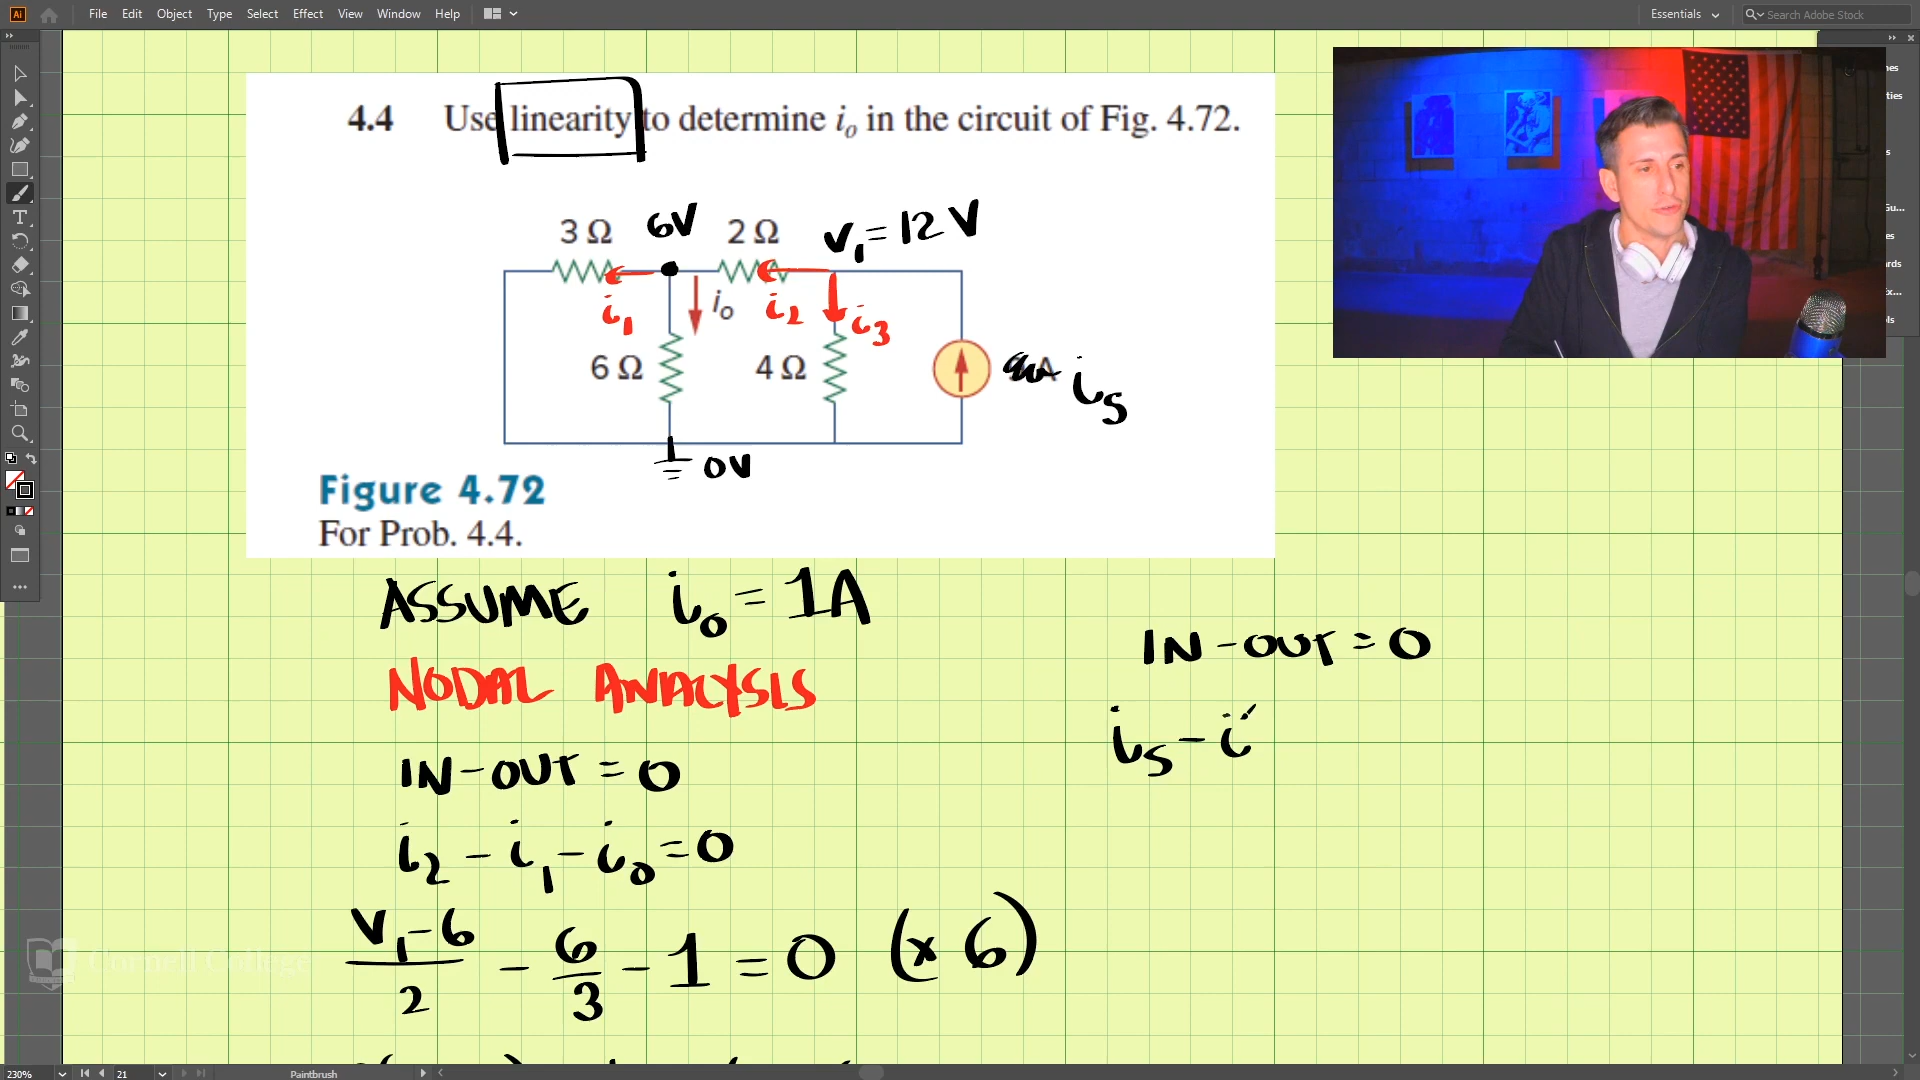 File Edit Object Type Select Effect View Window Help
Essentials
Search Adobe Stock
4.4 Use linearity to determine i_o in the circuit of Fig. 4.72.
3 Ω 6V 2 Ω v₁ = 12 V
i₁ i_o i₂ i₃
6 Ω 4 Ω i_s
0V
Figure 4.72
For Prob. 4.4.
ASSUME i_o = 1A
NODAL ANALYSIS
IN - OUT = 0
i₂ - i₁ - i_o = 0
(v₁ - 6)/2 - 6/3 - 1 = 0 (x 6)
IN - OUT = 0
i_s - i
Cornell College
230% 21 Paintbrush